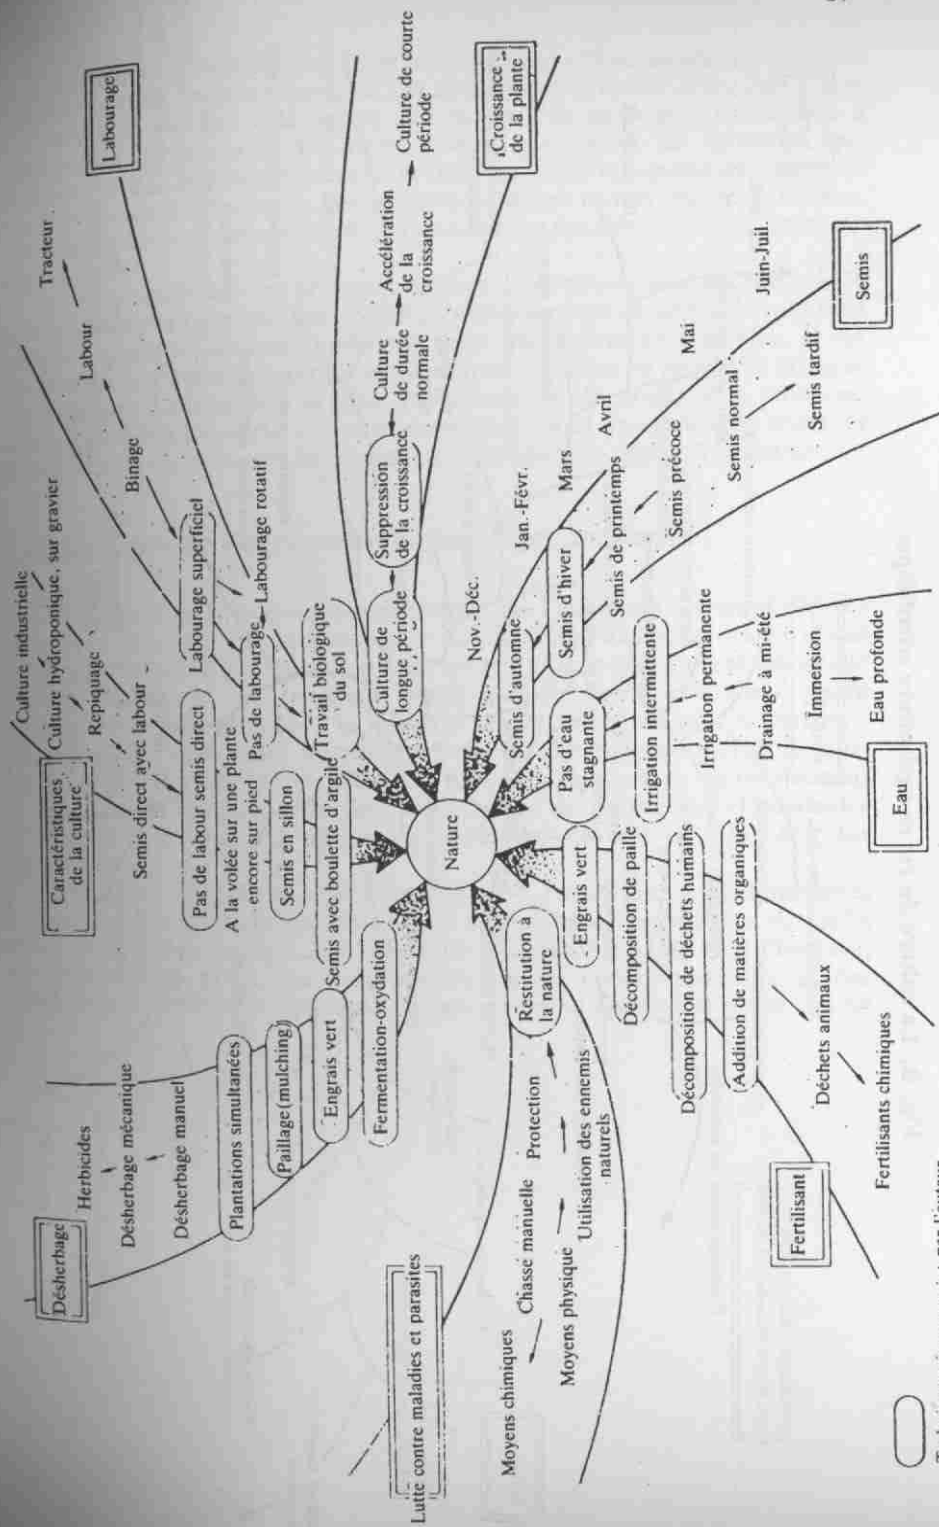 Désherbage
Herbicides
Désherbage mécanique
Désherbage manuel
Plantations simultanées
Paillage (mulching)
Engrais vert
Fermentation-oxydation
Caractéristiques
de la culture
Culture industrielle
Culture hydroponique, sur gravier
Repiquage
Semis direct avec labour
Pas de labour semis direct
A la volée sur une plante
encore sur pied
Semis en sillon
Semis avec boulette d'argile
Labourage
Tracteur
Labour
Binage
Labourage superficiel
Labourage rotatif
Pas de labourage
Travail biologique
du sol
Lutte contre maladies et parasites
Moyens chimiques
Chasse manuelle
Protection
Moyens physique
Utilisation des ennemis
naturels
Restitution à
la nature
Nature
Culture de
longue période
Suppression
de la croissance
Culture
de durée
normale
Accélération
de la
croissance
Culture de courte
période
Croissance
de la plante
Fertilisant
Fertilisants chimiques
Déchets animaux
(Addition de matières organiques
Décomposition de déchets humains
Décomposition de paille
Engrais vert
Eau
Eau profonde
Immersion
Drainage à mi-été
Irrigation permanente
Irrigation intermittente
Pas d'eau
stagnante
Semis
Nov.-Déc.
Jan.-Févr.
Mars
Avril
Mai
Juin-Juil.
Semis d'automne
Semis d'hiver
Semis de printemps
Semis précoce
Semis normal
Semis tardif
par l'auteur